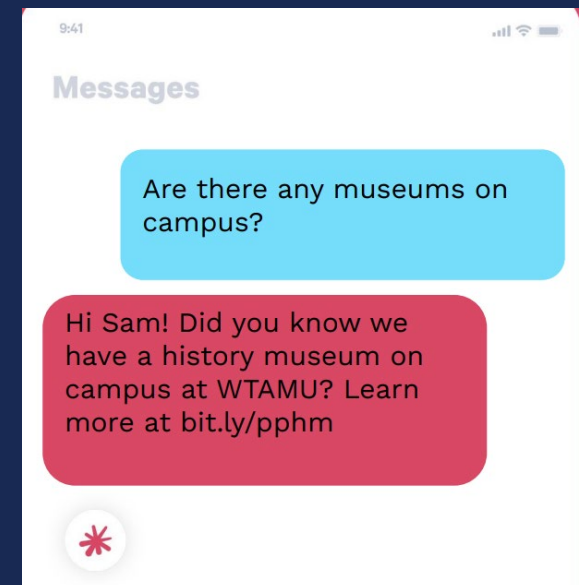 9:41
Messages
Are there any museums on
campus?
Hi Sam! Did you know we
have a history museum on
campus at WTAMU? Learn
more at bit.ly/pphm